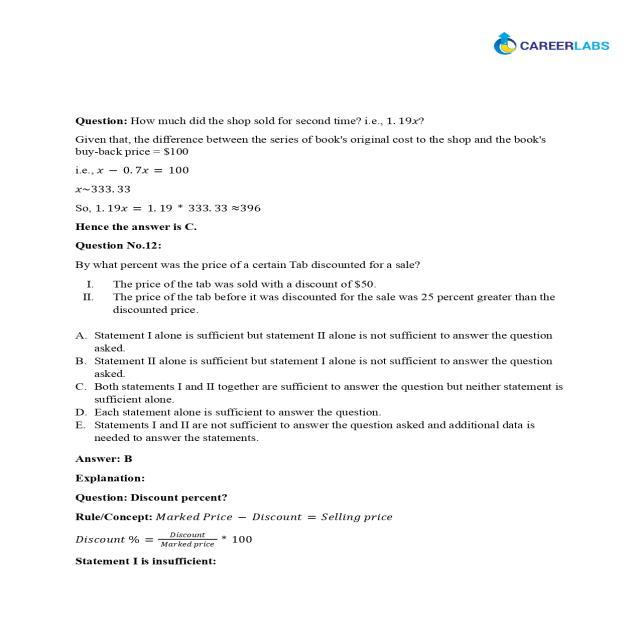 CAREERLABS
Question: How much did the shop sold for second time? i.e., 1.19x?
Given that, the difference between the series of book's original cost to the shop and the book's
buy-back price = $100
i.e., x − 0.7x = 100
x~333.33
So, 1.19x = 1.19 * 333.33 ≈396
Hence the answer is C.
Question No.12:
By what percent was the price of a certain Tab discounted for a sale?
I. The price of the tab was sold with a discount of $50.
II. The price of the tab before it was discounted for the sale was 25 percent greater than the
discounted price.
A. Statement I alone is sufficient but statement II alone is not sufficient to answer the question
asked.
B. Statement II alone is sufficient but statement I alone is not sufficient to answer the question
asked.
C. Both statements I and II together are sufficient to answer the question but neither statement is
sufficient alone.
D. Each statement alone is sufficient to answer the question.
E. Statements I and II are not sufficient to answer the question asked and additional data is
needed to answer the statements.
Answer: B
Explanation:
Question: Discount percent?
Rule/Concept: Marked Price − Discount = Selling price
Discount % = Discount/Marked price * 100
Statement I is insufficient: